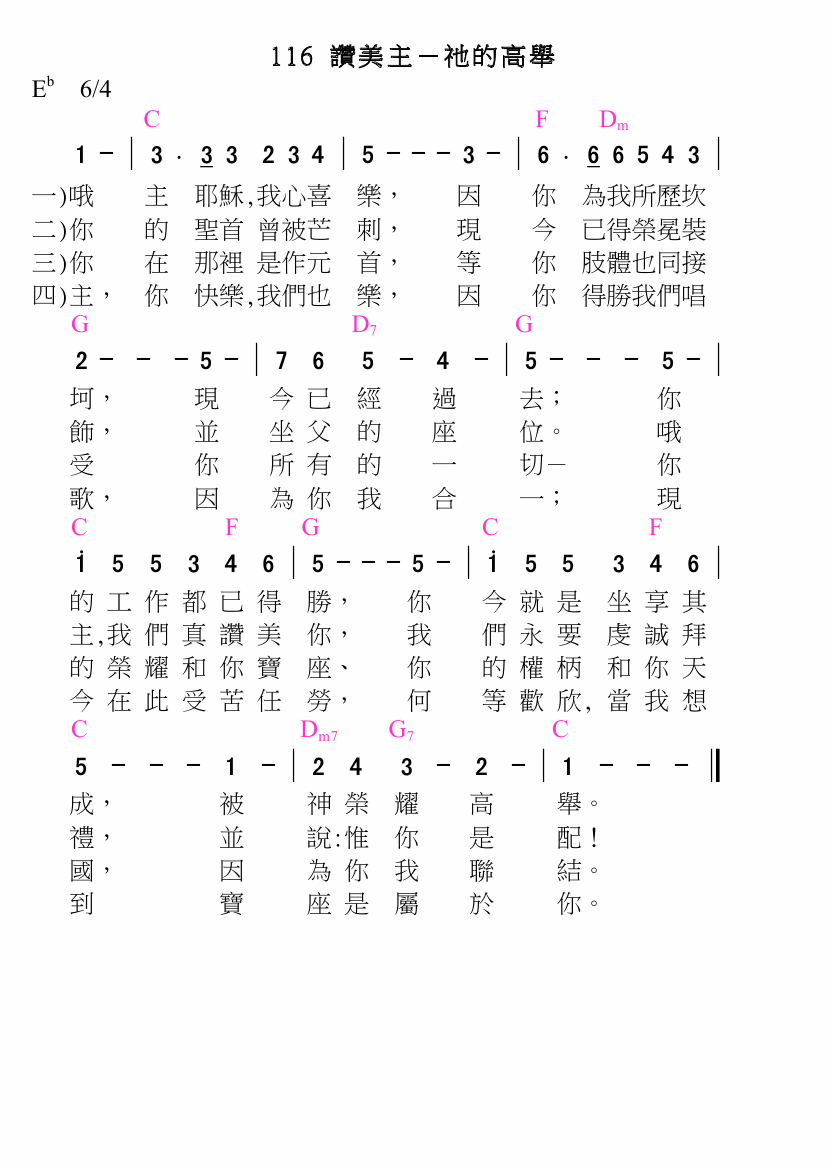 116 讚美主－祂的高舉
E♭ 6/4
C F Dm
1 - | 3 . 3 3 2 3 4 | 5 - - - 3 - | 6 . 6 6 5 4 3 |
一)哦 主 耶穌,我心喜 樂， 因 你 為我所歷坎
二)你 的 聖首 曾被芒 刺， 現 今 已得榮冕裝
三)你 在 那裡 是作元 首， 等 你 肢體也同接
四)主， 你 快樂,我們也 樂， 因 你 得勝我們唱
G D7 G
2 - - - 5 - | 7 6 5 - 4 - | 5 - - - 5 - |
坷， 現 今 已 經 過 去； 你
飾， 並 坐 父 的 座 位。 哦
受 你 所 有 的 一 切－ 你
歌， 因 為 你 我 合 一； 現
C F G C F
i 5 5 3 4 6 | 5 - - - 5 - | i 5 5 3 4 6 |
的 工 作 都 已 得 勝， 你 今 就 是 坐 享 其
主,我 們 真 讚 美 你， 我 們 永 要 虔 誠 拜
的 榮 耀 和 你 寶 座、 你 的 權 柄 和 你 天
今 在 此 受 苦 任 勞， 何 等 歡 欣, 當 我 想
C Dm7 G7 C
5 - - - 1 - | 2 4 3 - 2 - | 1 - - - ‖
成， 被 神 榮 耀 高 舉。
禮， 並 說:惟 你 是 配！
國， 因 為 你 我 聯 結。
到 寶 座 是 屬 於 你。